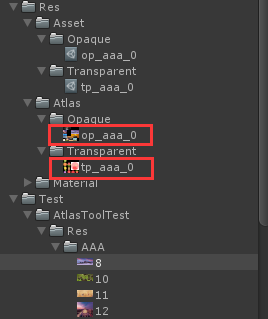 Res
Asset
Opaque
op_aaa_0
Transparent
tp_aaa_0
Atlas
Opaque
op_aaa_0
Transparent
tp_aaa_0
Material
Test
AtlasToolTest
Res
AAA
8
10
11
12